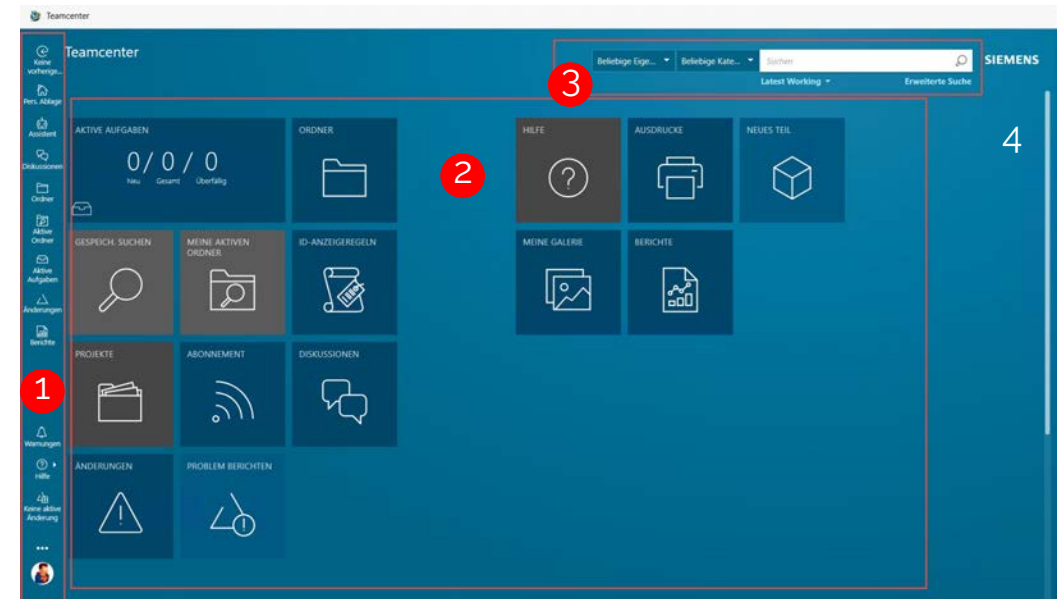 Teamcenter
Teamcenter
Keine
vorherige...
Pers. Ablage
Assistent
Diskussionen
Ordner
Aktive
Ordner
Aktive
Aufgaben
Änderungen
Berichte
1
Warnungen
Hilfe
Keine aktive
Änderung
...
3
Beliebige Eige...
Beliebige Kate...
Suchen
SIEMENS
Latest Working
Erweiterte Suche
4
AKTIVE AUFGABEN
0 / 0 / 0
Neu Gesamt Überfällig
ORDNER
2
HILFE
AUSDRUCKE
NEUES TEIL
GESPEICH. SUCHEN
MEINE AKTIVEN
ORDNER
ID-ANZEIGEREGELN
MEINE GALERIE
BERICHTE
PROJEKTE
ABONNEMENT
DISKUSSIONEN
ÄNDERUNGEN
PROBLEM BERICHTEN